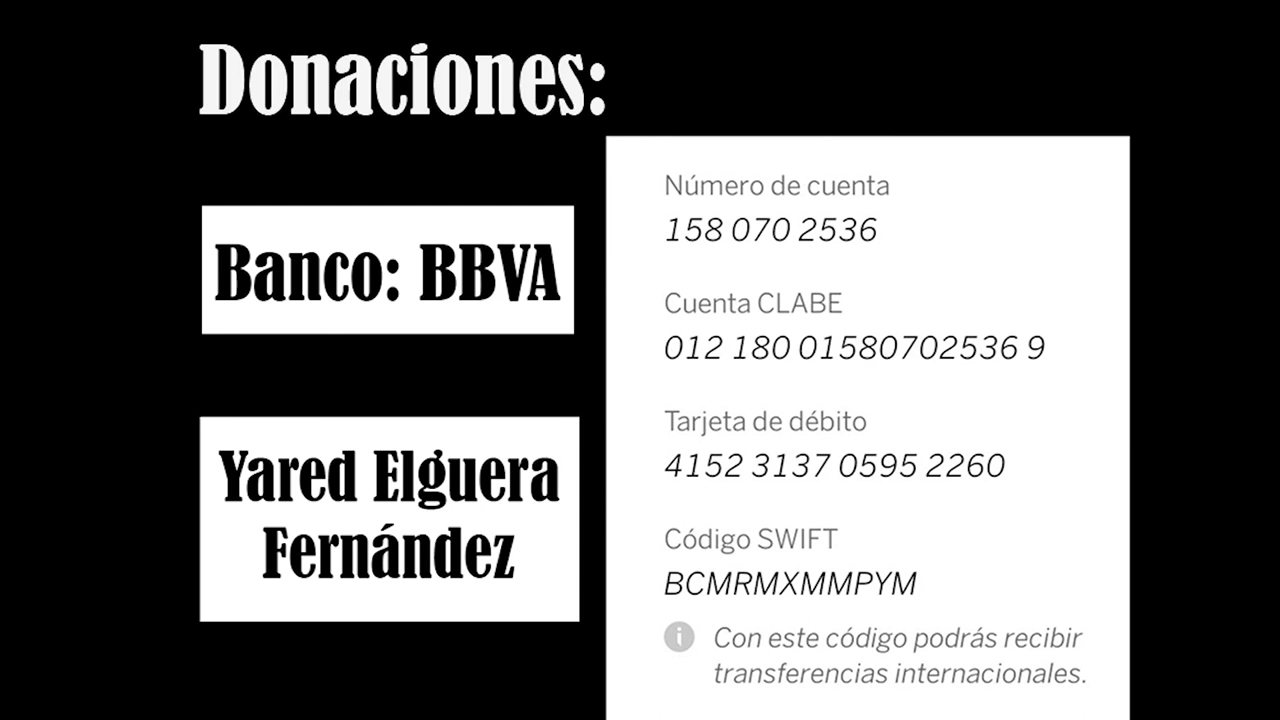 Donaciones:
Banco: BBVA
Yared Elguera
Fernández
Número de cuenta
158 070 2536
Cuenta CLABE
012 180 01580702536 9
Tarjeta de débito
4152 3137 0595 2260
Código SWIFT
BCMRMXMMPYM
Con este código podrás recibir
transferencias internacionales.